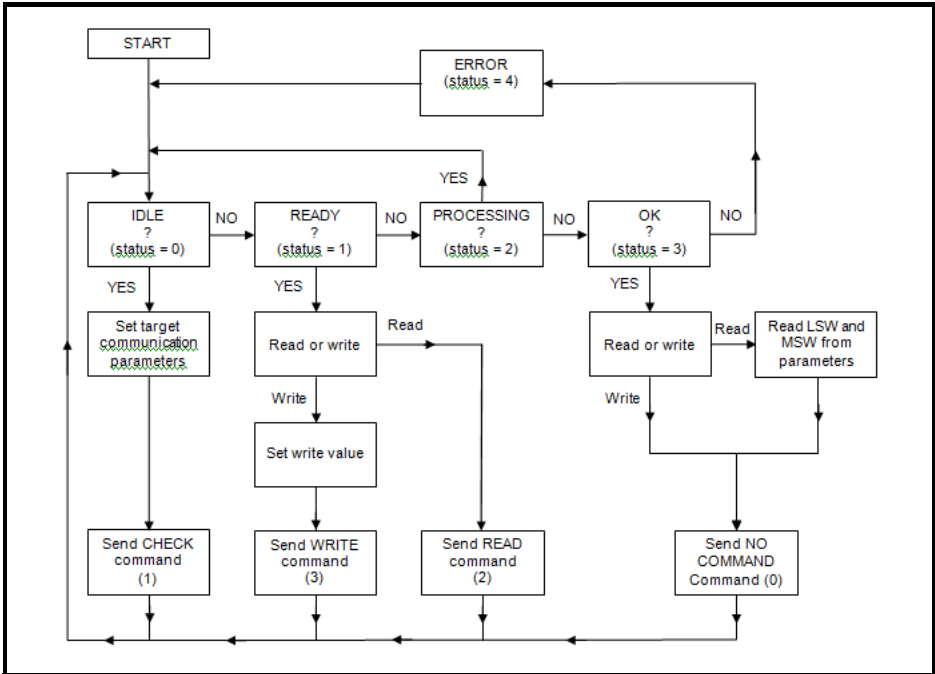 START
ERROR
(status = 4)
YES
IDLE
?
(status = 0)
NO
READY
?
(status = 1)
NO
PROCESSING
?
(status = 2)
NO
OK
?
(status = 3)
NO
YES
YES
YES
Set target
communication
parameters
Read or write
Read
Read or write
Read
Read LSW and
MSW from
parameters
Write
Write
Set write value
Send CHECK
command
(1)
Send WRITE
command
(3)
Send READ
command
(2)
Send NO
COMMAND
Command (0)